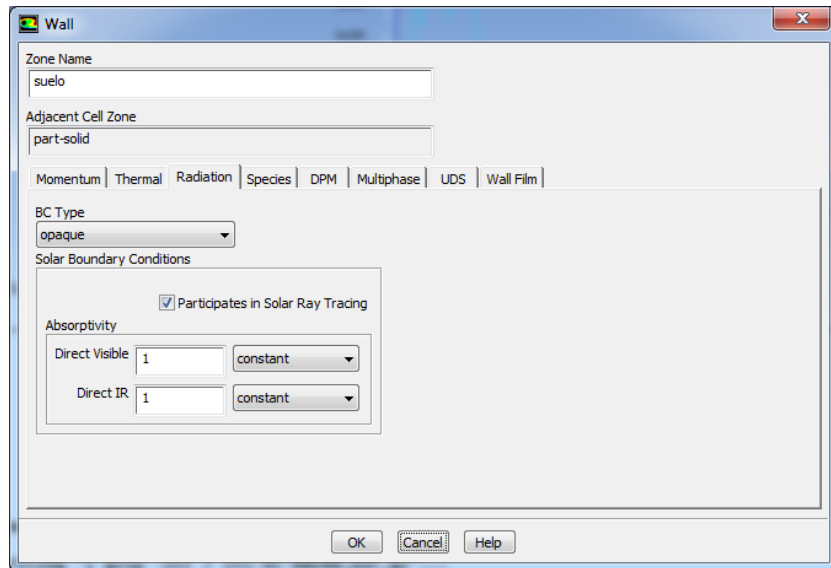 Wall
Zone Name
suelo
Adjacent Cell Zone
part-solid
Momentum Thermal Radiation Species DPM Multiphase UDS Wall Film
BC Type
opaque
Solar Boundary Conditions
Participates in Solar Ray Tracing
Absorptivity
Direct Visible 1 constant
Direct IR 1 constant
OK Cancel Help